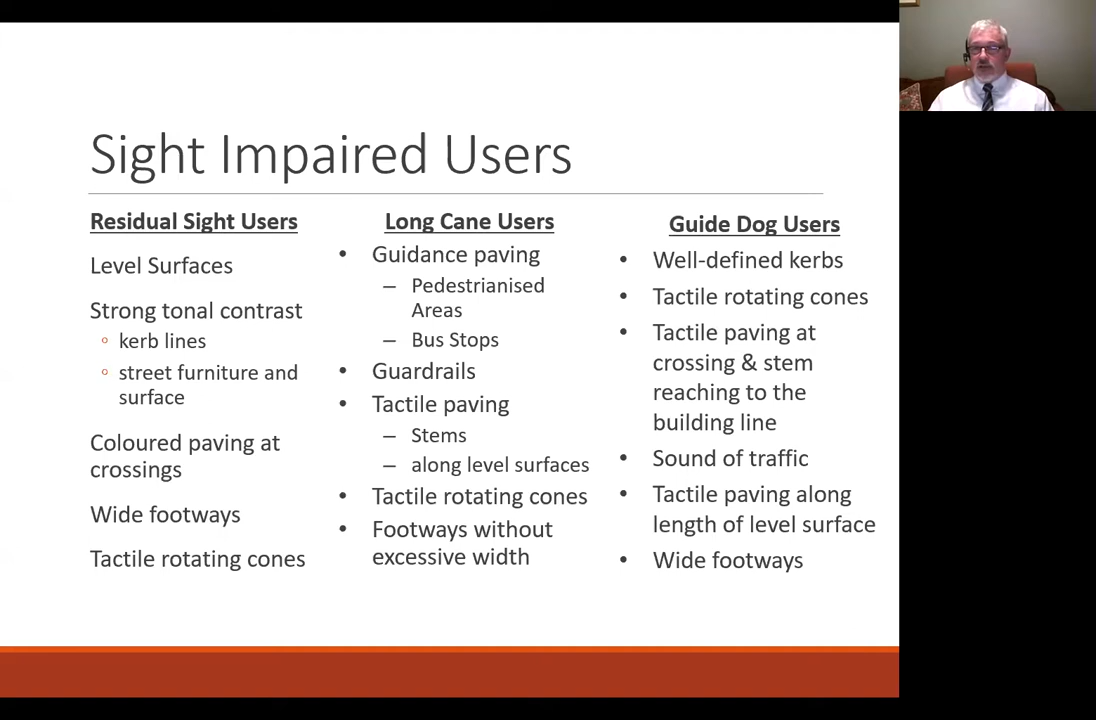 Sight Impaired Users
Residual Sight Users
Level Surfaces
Strong tonal contrast
◦ kerb lines
◦ street furniture and
surface
Coloured paving at
crossings
Wide footways
Tactile rotating cones
Long Cane Users
• Guidance paving
– Pedestrianised
Areas
– Bus Stops
• Guardrails
• Tactile paving
– Stems
– along level surfaces
• Tactile rotating cones
• Footways without
excessive width
Guide Dog Users
• Well-defined kerbs
• Tactile rotating cones
• Tactile paving at
crossing & stem
reaching to the
building line
• Sound of traffic
• Tactile paving along
length of level surface
• Wide footways